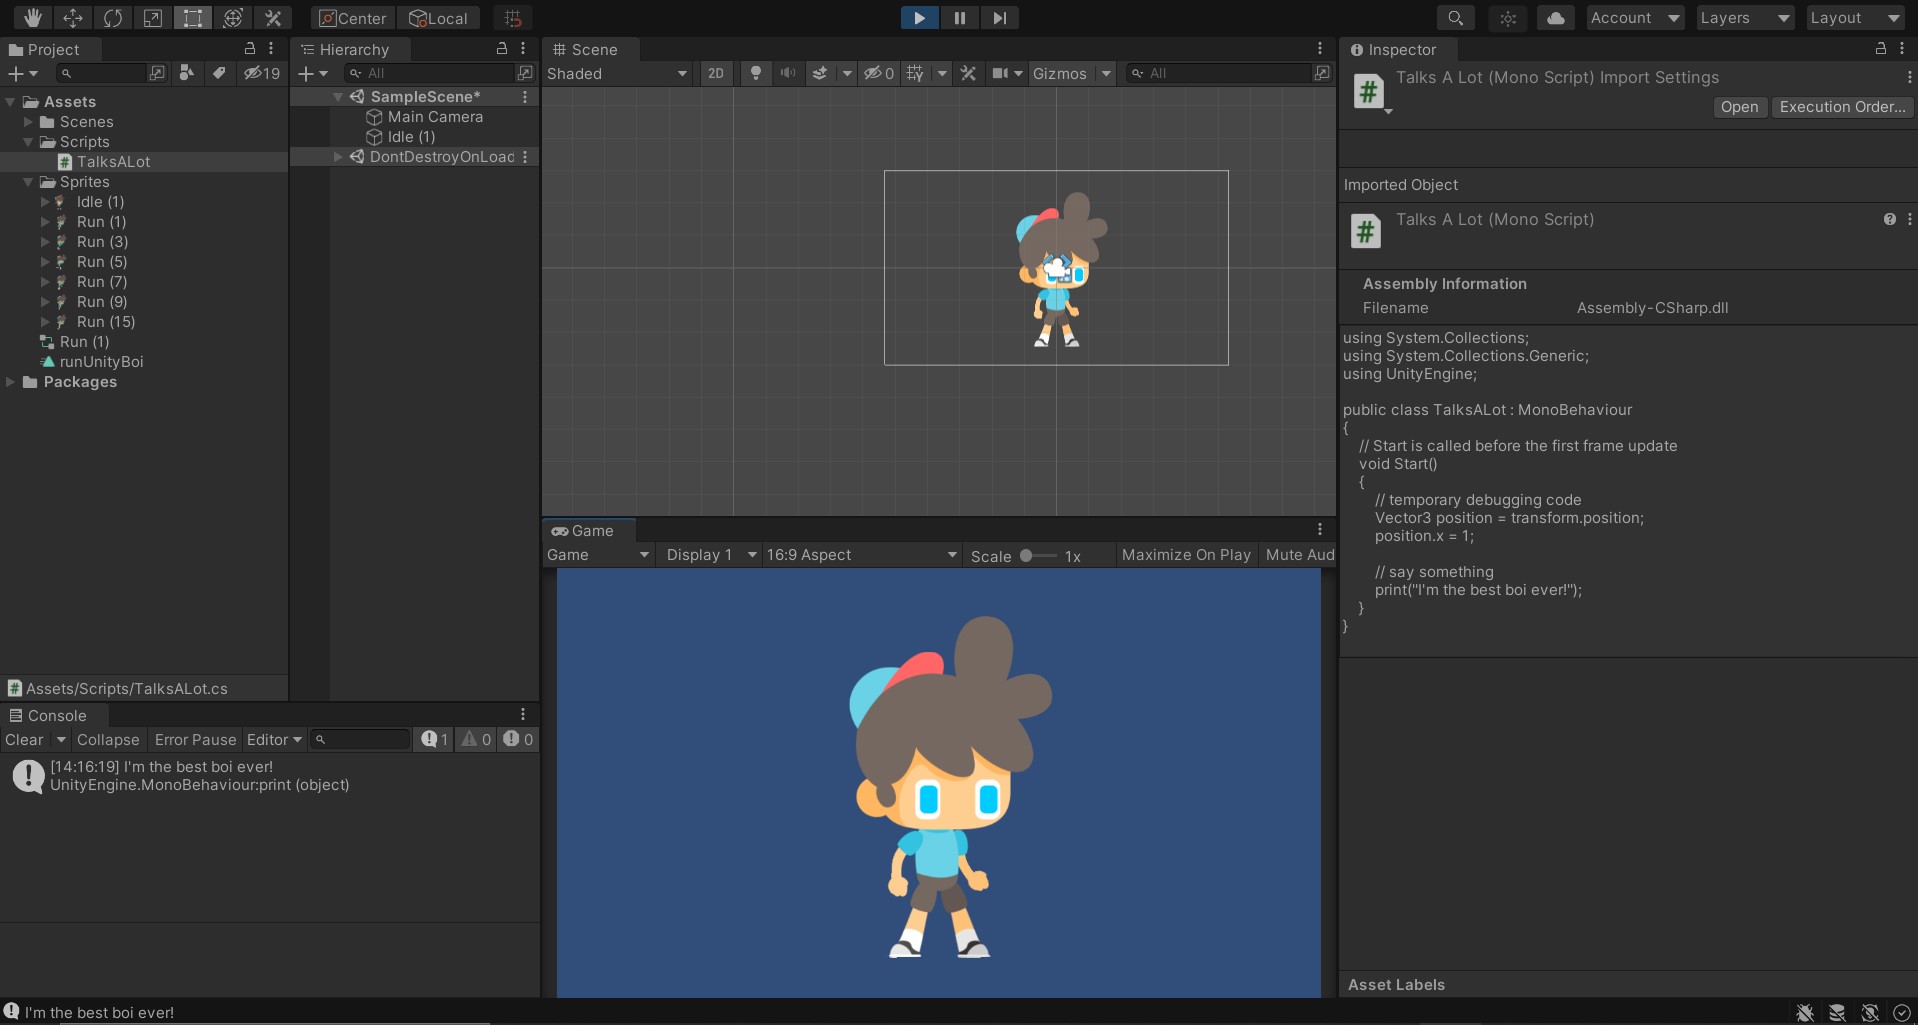 Center
Local
Account
Layers
Layout
Project
19
Assets
Scenes
Scripts
TalksALot
Sprites
Idle (1)
Run (1)
Run (3)
Run (5)
Run (7)
Run (9)
Run (15)
Run (1)
runUnityBoi
Packages
Assets/Scripts/TalksALot.cs
Hierarchy
All
SampleScene*
Main Camera
Idle (1)
DontDestroyOnLoad
Scene
Shaded
2D
0
Gizmos
All
Game
Game
Display 1
16:9 Aspect
Scale
1x
Maximize On Play
Mute Aud
Inspector
Talks A Lot (Mono Script) Import Settings
Open
Execution Order...
Imported Object
Talks A Lot (Mono Script)
Assembly Information
Filename
Assembly-CSharp.dll
using System.Collections;
using System.Collections.Generic;
using UnityEngine;
public class TalksALot : MonoBehaviour
{
// Start is called before the first frame update
void Start()
{
// temporary debugging code
Vector3 position = transform.position;
position.x = 1;
// say something
print("I'm the best boi ever!");
}
}
Asset Labels
Console
Clear
Collapse
Error Pause
Editor
1
0
0
[14:16:19] I'm the best boi ever!
UnityEngine.MonoBehaviour:print (object)
I'm the best boi ever!